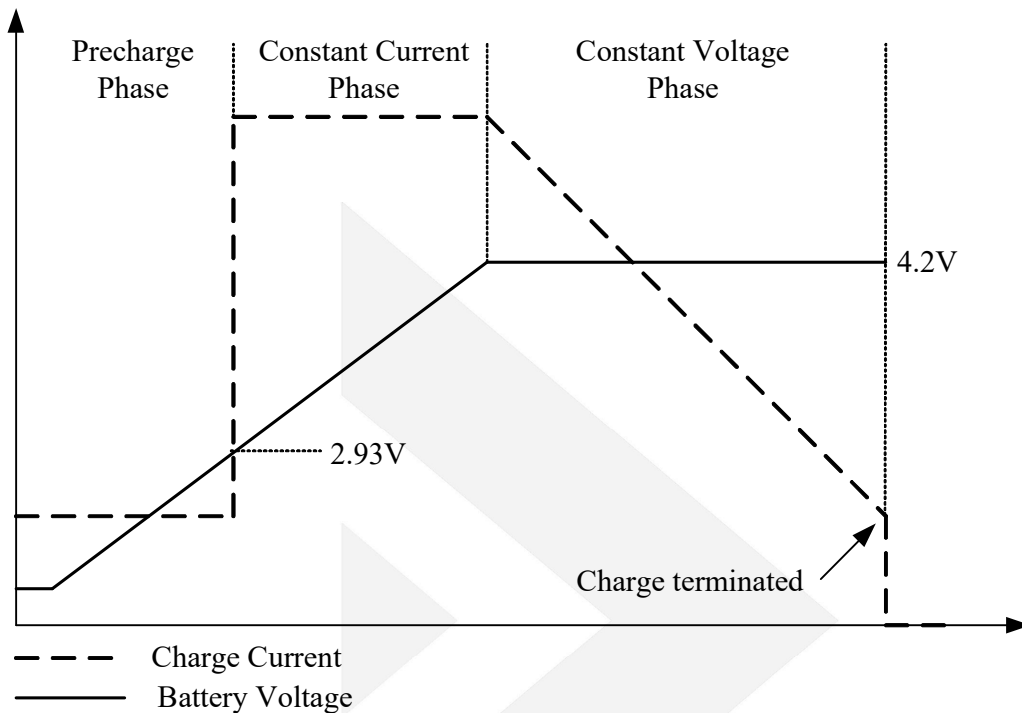 Precharge
Phase
Constant Current
Phase
Constant Voltage
Phase
4.2V
2.93V
Charge terminated
Charge Current
Battery Voltage